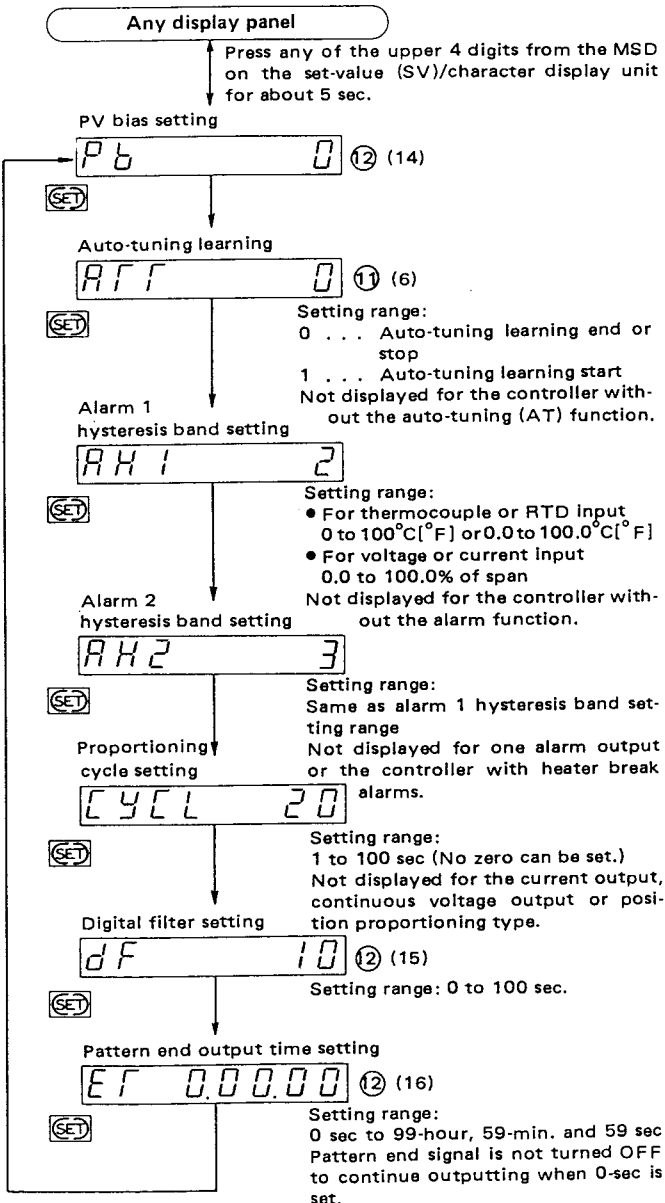 Any display panel
Press any of the upper 4 digits from the MSD
on the set-value (SV)/character display unit
for about 5 sec.
PV bias setting
Pb 0 ⑫ (14)
SET
Auto-tuning learning
ATT 0 ⑪ (6)
SET
Setting range:
0 . . . Auto-tuning learning end or
stop
1 . . . Auto-tuning learning start
Not displayed for the controller with-
out the auto-tuning (AT) function.
Alarm 1
hysteresis band setting
AH1 2
SET
Setting range:
● For thermocouple or RTD input
0 to 100°C[°F] or 0.0 to 100.0°C[°F]
● For voltage or current input
0.0 to 100.0% of span
Not displayed for the controller with-
out the alarm function.
Alarm 2
hysteresis band setting
AH2 3
SET
Setting range:
Same as alarm 1 hysteresis band set-
ting range
Not displayed for one alarm output
or the controller with heater break
alarms.
Proportioning
cycle setting
CYCL 20
SET
Setting range:
1 to 100 sec (No zero can be set.)
Not displayed for the current output,
continuous voltage output or posi-
tion proportioning type.
Digital filter setting
dF 10 ⑫ (15)
SET
Setting range: 0 to 100 sec.
Pattern end output time setting
ET 0.00.00 ⑫ (16)
SET
Setting range:
0 sec to 99-hour, 59-min. and 59 sec
Pattern end signal is not turned OFF
to continue outputting when 0-sec is
set.